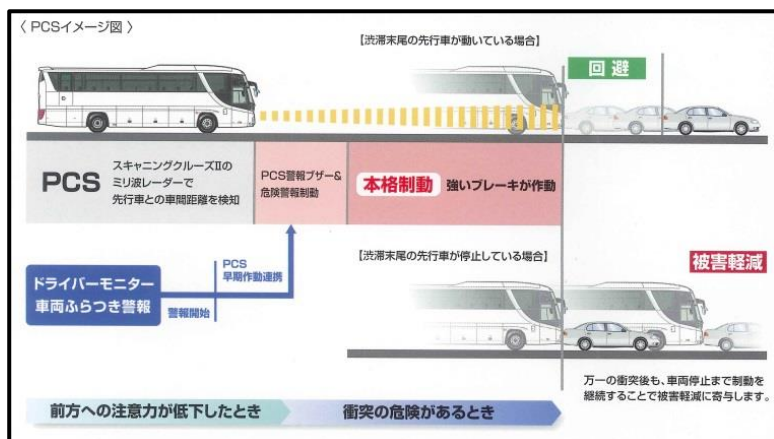 〈 PCSイメージ図 〉
【渋滞末尾の先行車が動いている場合】
回避
PCS
スキャニングクルーズⅡの
ミリ波レーダーで
先行車との車間距離を検知
PCS警報ブザー&
危険警報制動
本格制動 強いブレーキが作動
ドライバーモニター
車両ふらつき警報
警報開始
PCS
早期作動連携
【渋滞末尾の先行車が停止している場合】
被害軽減
万一の衝突後も、車両停止まで制動を
継続することで被害軽減に寄与します。
前方への注意力が低下したとき
衝突の危険があるとき